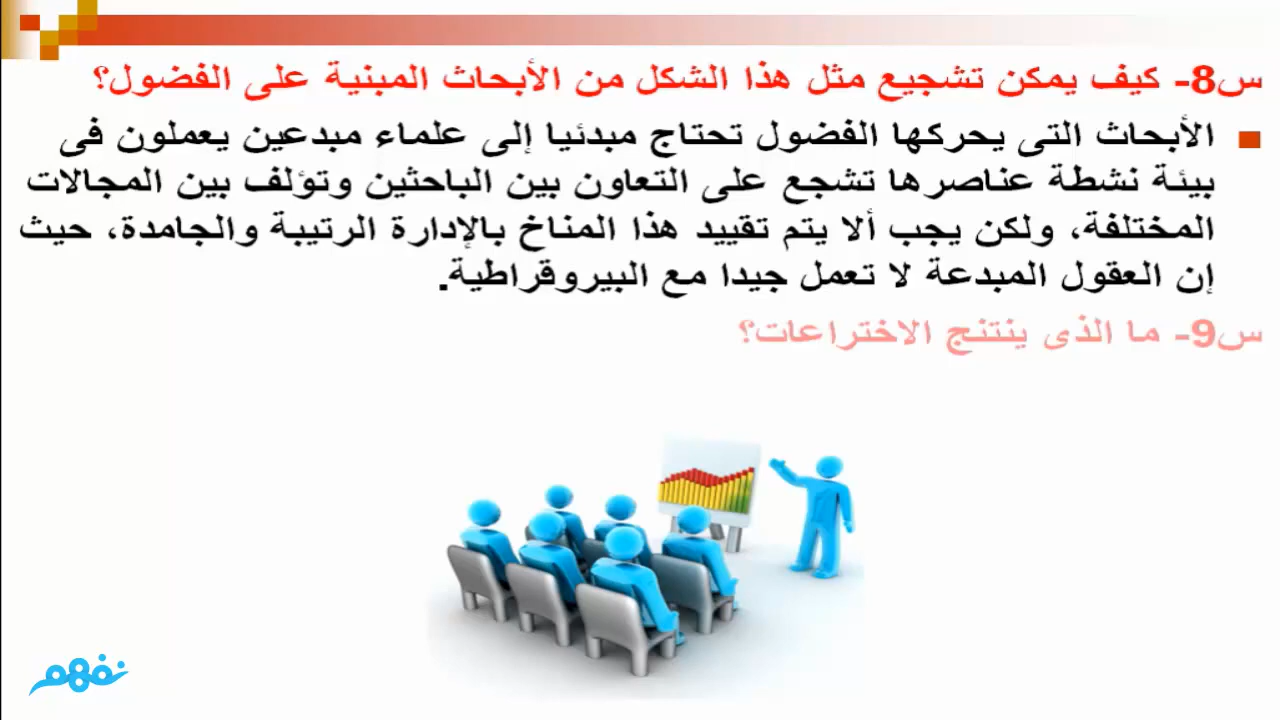 س8- كيف يمكن تشجيع مثل هذا الشكل من الأبحاث المبنية على الفضول؟
الأبحاث التى يحركها الفضول تحتاج مبدئيا إلى علماء مبدعين يعملون فى
بيئة نشطة عناصرها تشجع على التعاون بين الباحثين وتؤلف بين المجالات
المختلفة، ولكن يجب ألا يتم تقييد هذا المناخ بالإدارة الرتيبة والجامدة، حيث
إن العقول المبدعة لا تعمل جيدا مع البيروقراطية.
س9- ما الذى ينتنج الاختراعات؟
نفهم